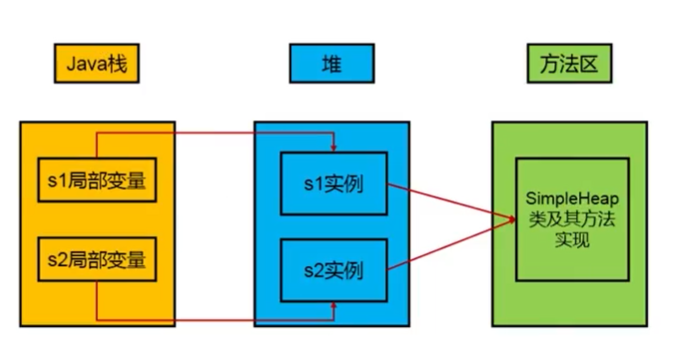 Java栈
堆
方法区
s1局部变量
s2局部变量
s1实例
s2实例
SimpleHeap
类及其方法
实现